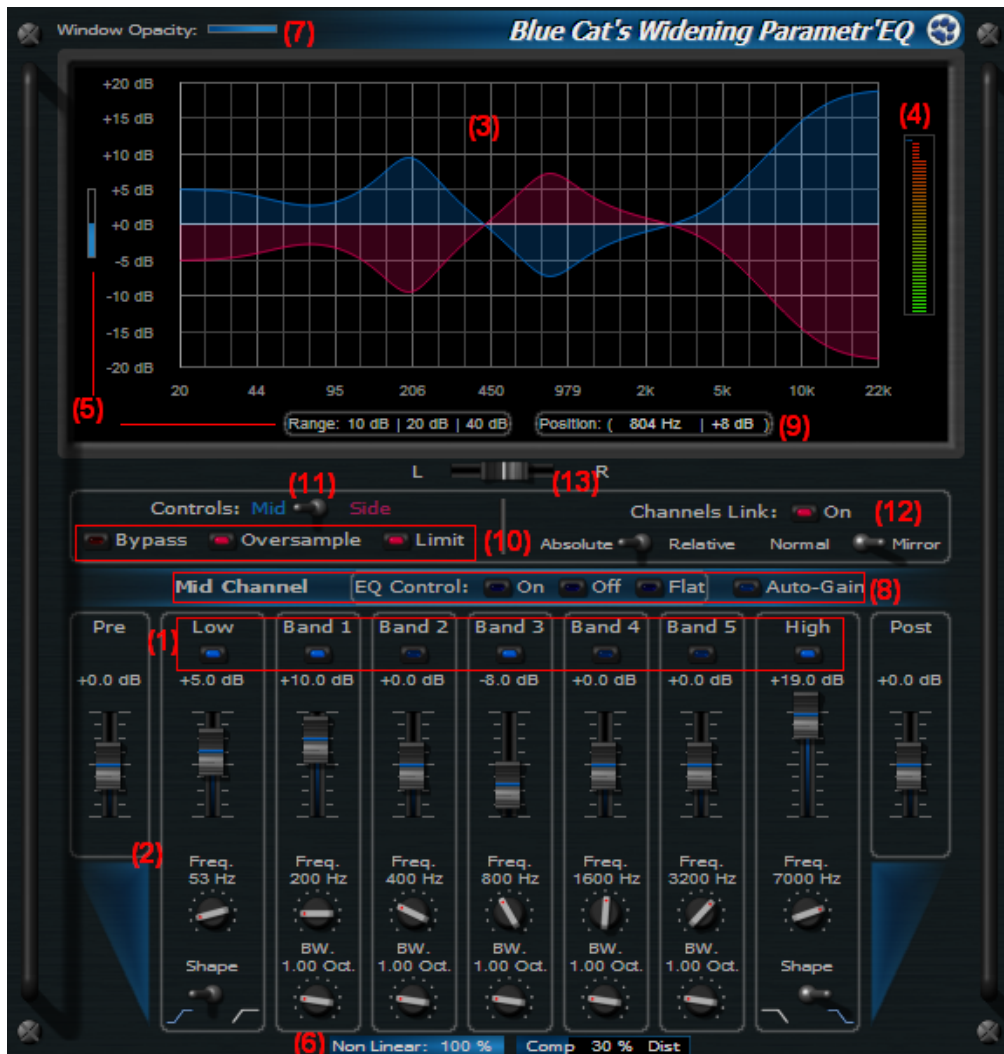 Window Opacity: (7) Blue Cat's Widening Parametr'EQ
+20 dB
+15 dB
+10 dB
+5 dB
+0 dB
-5 dB
-10 dB
-15 dB
-20 dB
(3)
(4)
20 44 95 206 450 979 2k 5k 10k 22k
(5)
Range: 10 dB | 20 dB | 40 dB Position: ( 804 Hz | +8 dB ) (9)
L (13) R
(11)
Controls: Mid Side Channels Link: On (12)
Bypass Oversample Limit (10) Absolute Relative Normal Mirror
Mid Channel EQ Control: On Off Flat Auto-Gain (8)
Pre (1) Low Band 1 Band 2 Band 3 Band 4 Band 5 High Post
+0.0 dB +5.0 dB +10.0 dB +0.0 dB -8.0 dB +0.0 dB +0.0 dB +19.0 dB +0.0 dB
(2)
Freq. Freq. Freq. Freq. Freq. Freq. Freq.
53 Hz 200 Hz 400 Hz 800 Hz 1600 Hz 3200 Hz 7000 Hz
BW. BW. BW. BW. BW.
Shape 1.00 Oct. 1.00 Oct. 1.00 Oct. 1.00 Oct. 1.00 Oct. Shape
(6) Non Linear: 100 % Comp 30 % Dist